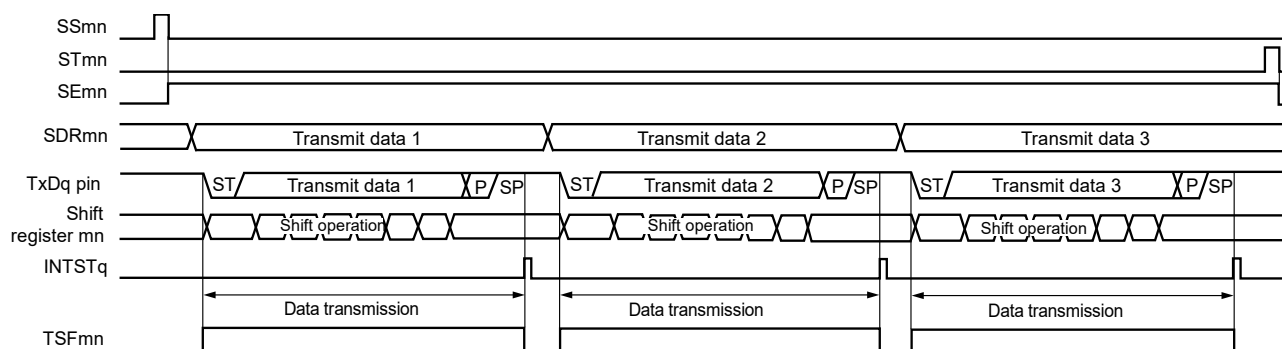 SSmn
STmn
SEmn
SDRmn Transmit data 1 Transmit data 2 Transmit data 3
TxDq pin ST Transmit data 1 P SP ST Transmit data 2 P SP ST Transmit data 3 P SP
Shift
register mn Shift operation Shift operation Shift operation
INTSTq
Data transmission Data transmission Data transmission
TSFmn